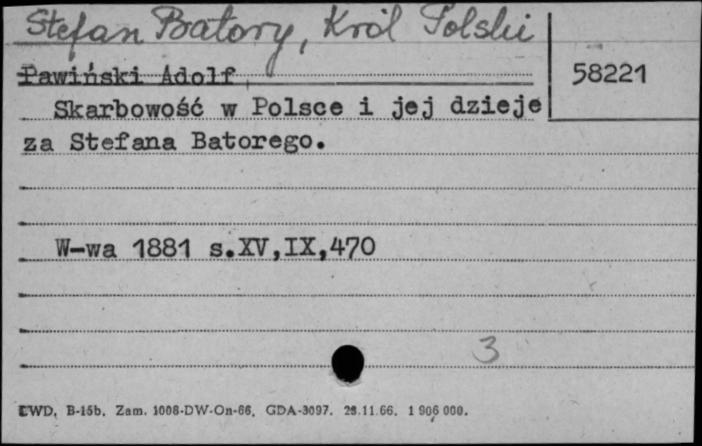 Stefan Batory, Król Polski
Pawiński Adolf
58221
Skarbowość w Polsce i jej dzieje
za Stefana Batorego.
W-wa 1881 s.XV,IX,470
3
CWD, B-15b. Zam. 1008-DW-On-66. GDA-3097. 28.11.66. 1 906 000.